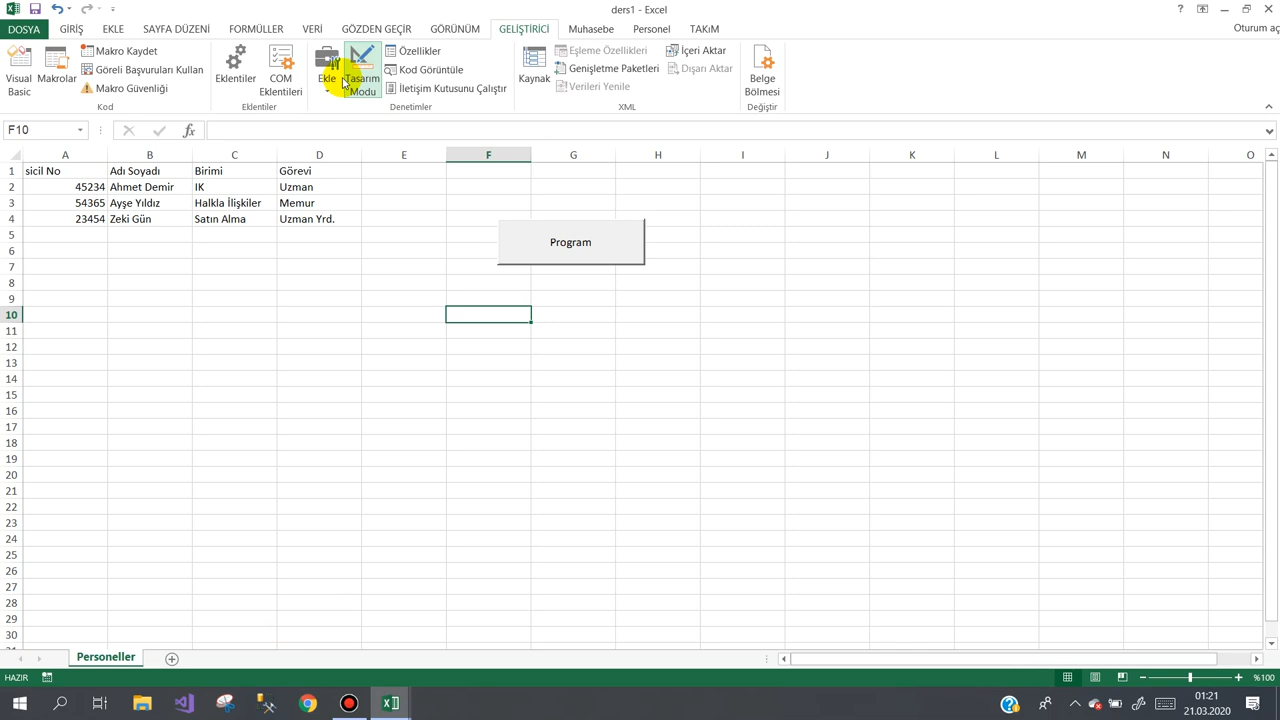 ders1 - Excel
DOSYA GİRİŞ EKLE SAYFA DÜZENİ FORMÜLLER VERİ GÖZDEN GEÇİR GÖRÜNÜM GELİŞTİRİCİ Muhasebe Personel TAKıM Oturum aç
Visual Basic
Makrolar
Makro Kaydet
Göreli Başvuruları Kullan
Makro Güvenliği
Kod
Eklentiler
COM Eklentileri
Eklentiler
Ekle
Tasarım Modu
Özellikler
Kod Görüntüle
İletişim Kutusunu Çalıştır
Denetimler
Kaynak
Eşleme Özellikleri
Genişletme Paketleri
Verileri Yenile
İçeri Aktar
Dışarı Aktar
XML
Belge Bölmesi
Değiştir
F10 fx
A B C D E F G H I J K L M N O
1 sicil No Adı Soyadı Birimi Görevi
2 45234 Ahmet Demir IK Uzman
3 54365 Ayşe Yıldız Halkla İlişkiler Memur
4 23454 Zeki Gün Satın Alma Uzman Yrd.
5
6
7
8
9
10
11
12
13
14
15
16
17
18
19
20
21
22
23
24
25
26
27
28
29
30
Program
Personeller
HAZIR %100
01:21
21.03.2020